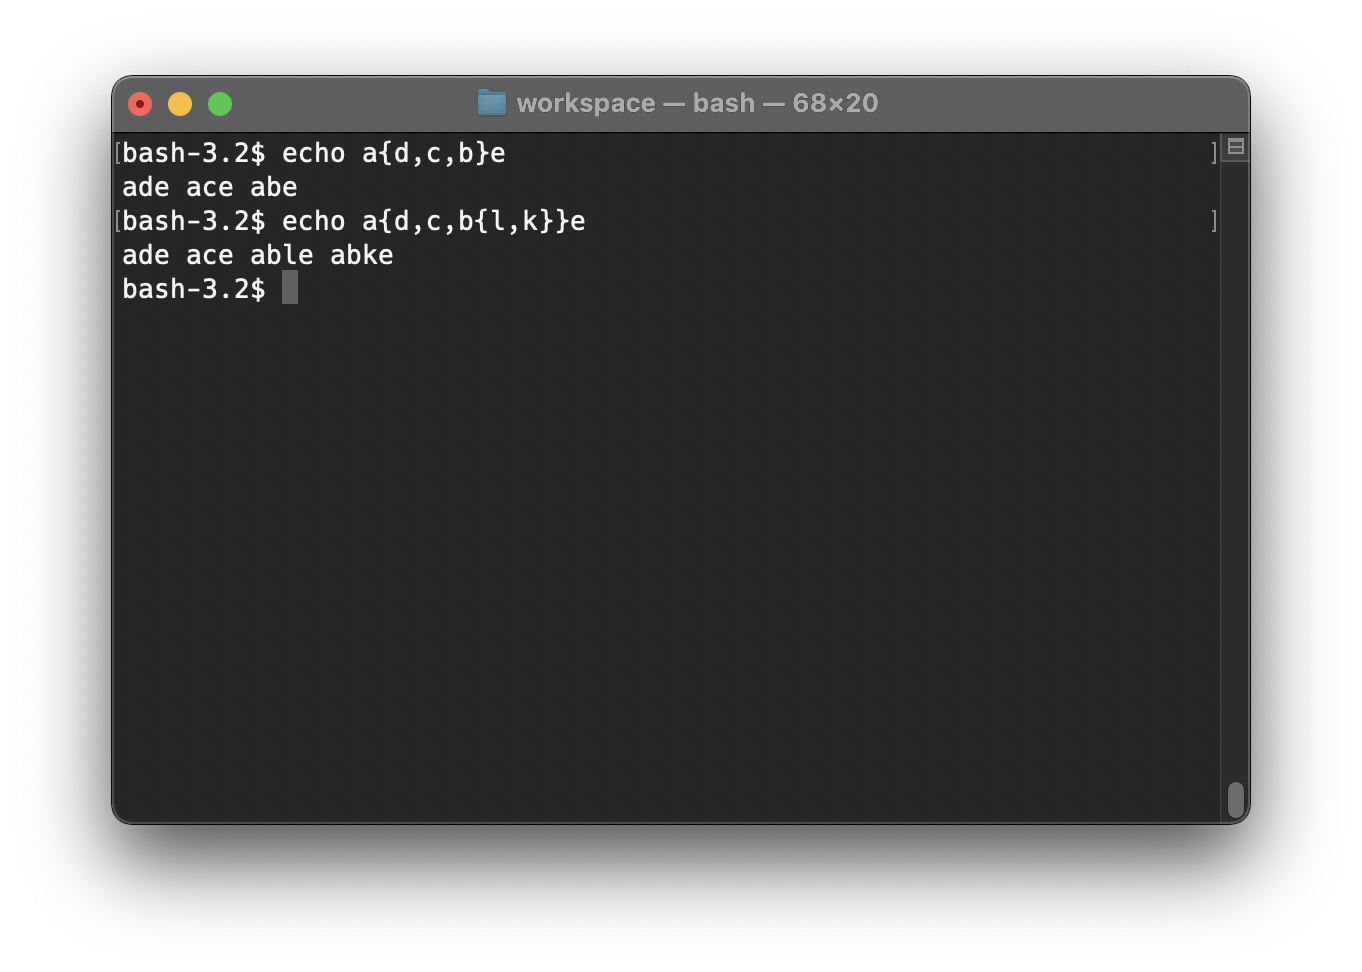 workspace — bash — 68×20
[bash-3.2$ echo a{d,c,b}e ]
ade ace abe
[bash-3.2$ echo a{d,c,b{l,k}}e ]
ade ace able abke
bash-3.2$